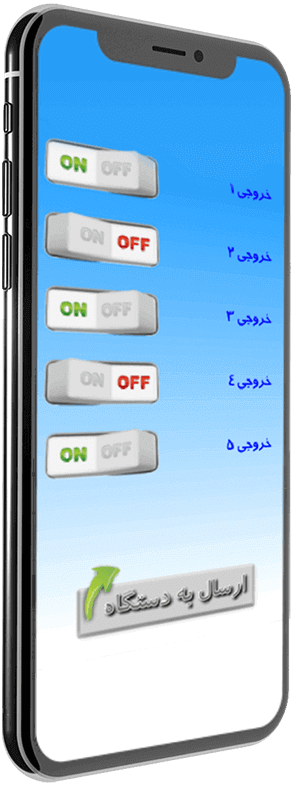 ON OFF خروجی ۱
ON OFF خروجی ۲
ON OFF خروجی ۳
ON OFF خروجی ٤
ON OFF خروجی ۵
ارسال به دستگاه